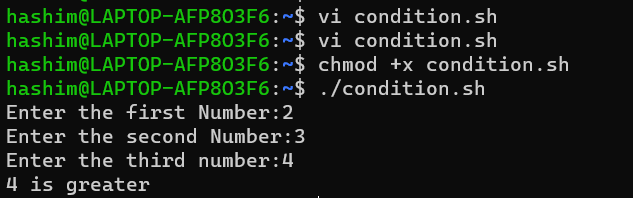 hashim@LAPTOP-AFP8O3F6:~$ vi condition.sh
hashim@LAPTOP-AFP8O3F6:~$ vi condition.sh
hashim@LAPTOP-AFP8O3F6:~$ chmod +x condition.sh
hashim@LAPTOP-AFP8O3F6:~$ ./condition.sh
Enter the first Number:2
Enter the second Number:3
Enter the third number:4
4 is greater